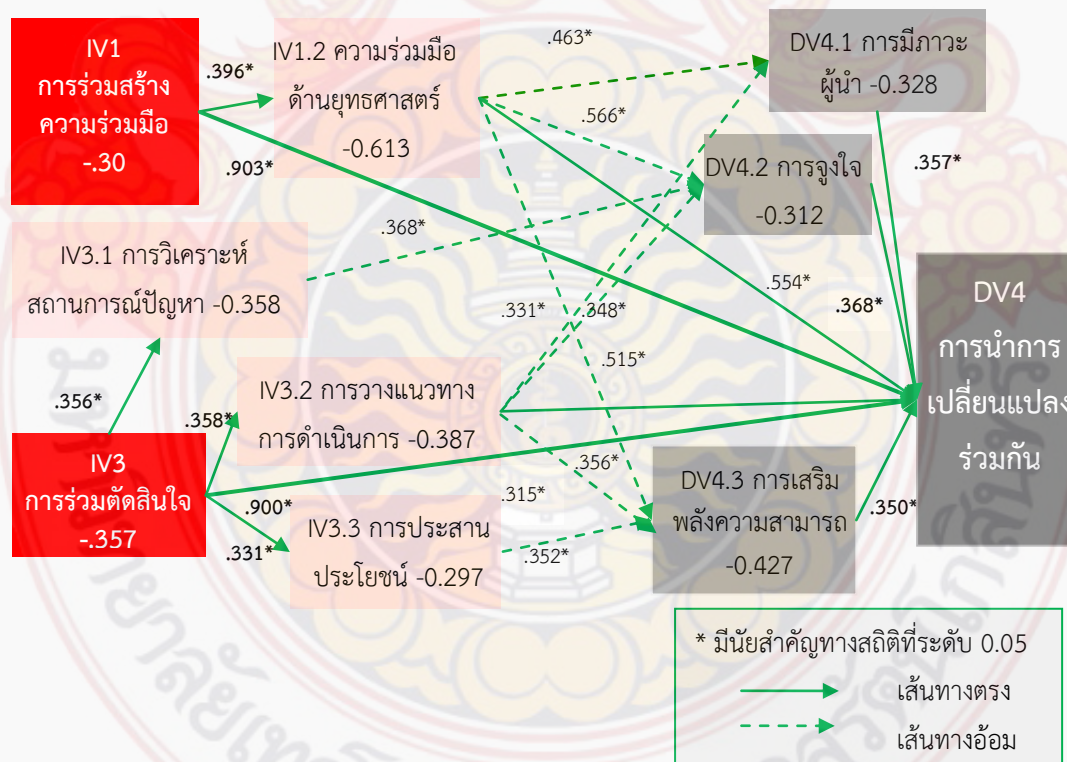 IV1
การร่วมสร้าง
ความร่วมมือ
-.30
.396*
.903*
IV1.2 ความร่วมมือ
ด้านยุทธศาสตร์
-0.613
.463*
.566*
DV4.1 การมีภาวะ
ผู้นำ -0.328
.357*
DV4.2 การจูงใจ
-0.312
.368*
IV3.1 การวิเคราะห์
สถานการณ์ปัญหา -0.358
.554*
.368*
.331*
.348*
.515*
DV4
การนำการ
เปลี่ยนแปลง
ร่วมกัน
.356*
.358*
IV3.2 การวางแนวทาง
การดำเนินการ -0.387
.356*
.315*
IV3
การร่วมตัดสินใจ
-.357
.900*
.331*
IV3.3 การประสาน
ประโยชน์ -0.297
.352*
DV4.3 การเสริม
พลังความสามารถ
-0.427
.350*
* มีนัยสำคัญทางสถิติที่ระดับ 0.05
เส้นทางตรง
เส้นทางอ้อม